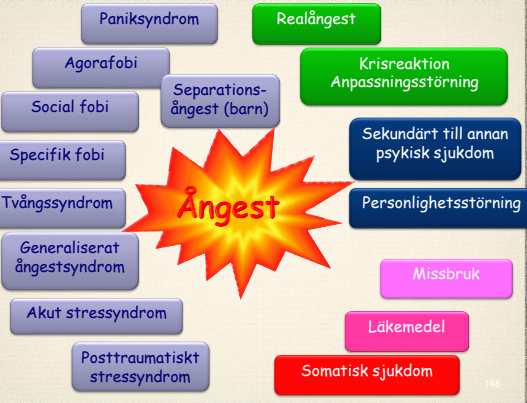 Paniksyndrom
Realångest
Agorafobi
Krisreaktion
Anpassningsstörning
Separations-
ångest (barn)
Social fobi
Sekundärt till annan
psykisk sjukdom
Specifik fobi
Tvångssyndrom
Ångest
Personlighetsstörning
Generaliserat
ångestsyndrom
Missbruk
Akut stressyndrom
Läkemedel
Posttraumatiskt
stressyndrom
Somatisk sjukdom
146